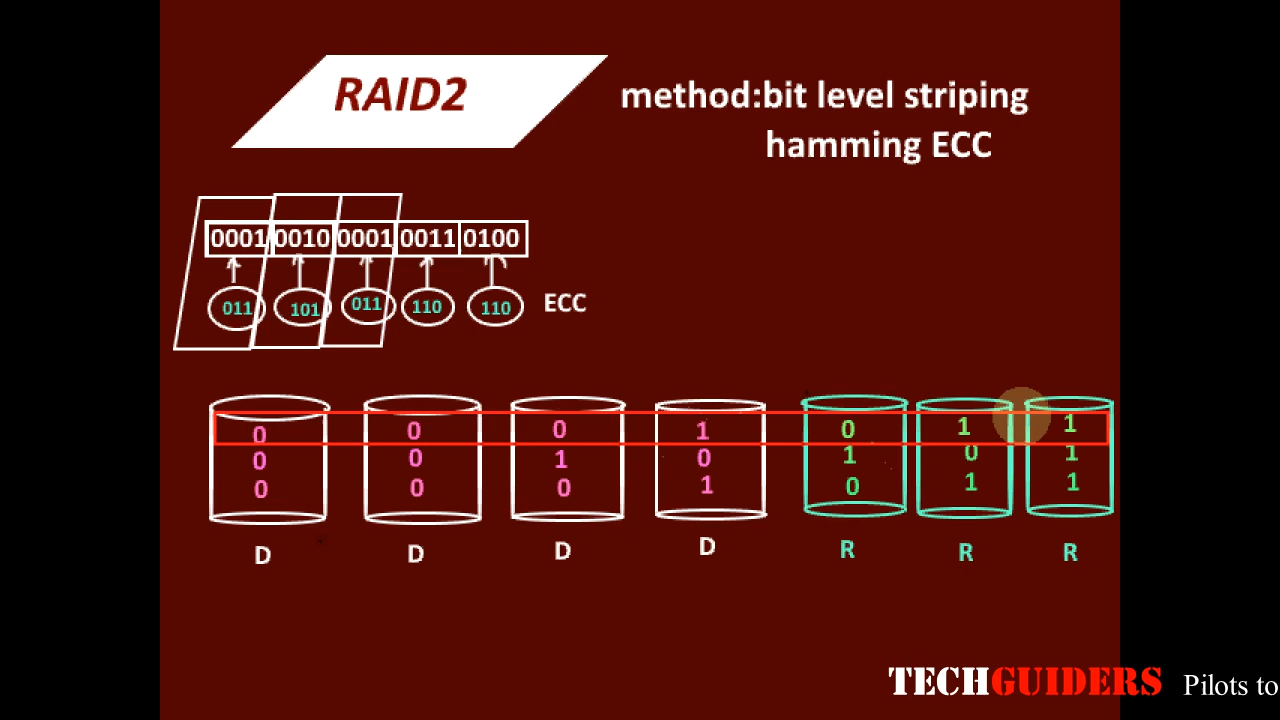 RAID2
method:bit level striping
hamming ECC
0001 0010 0001 0011 0100
011 101 011 110 110 ECC
0 0 0 1 0 1 1
0 0 1 0 1 0 1
0 0 0 1 0 1 1
D D D D R R R
TECHGUIDERS Pilots to